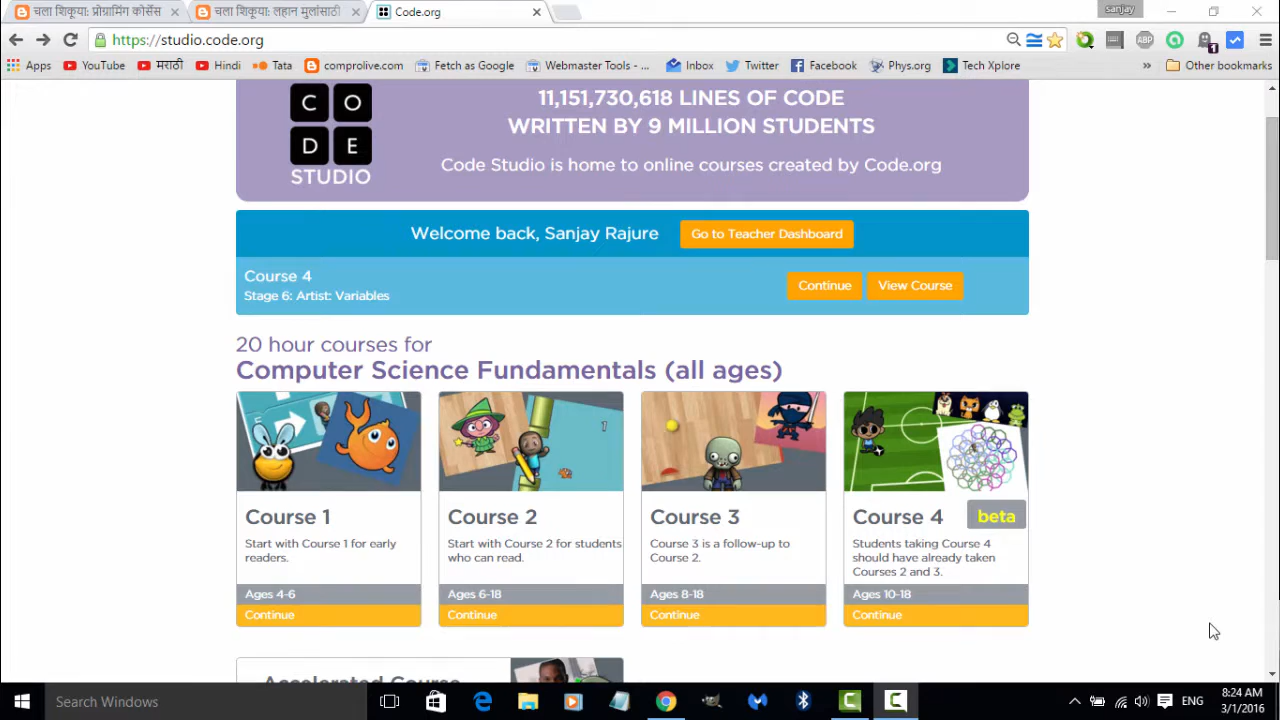 चला शिकूया: प्रोग्रामिंग कोर्सेस
चला शिकूया: लहान मुलांसाठी
Code.org
sanjay
https://studio.code.org
ABP
1
Apps
YouTube
मराठी
Hindi
Tata
comprolive.com
Fetch as Google
Webmaster Tools - ...
Inbox
Twitter
Facebook
Phys.org
Tech Xplore
»
Other bookmarks
C O
D E
STUDIO
11,151,730,618 LINES OF CODE
WRITTEN BY 9 MILLION STUDENTS
Code Studio is home to online courses created by Code.org
Welcome back, Sanjay Rajure
Go to Teacher Dashboard
Course 4
Stage 6: Artist: Variables
Continue
View Course
20 hour courses for
Computer Science Fundamentals (all ages)
Course 1
Start with Course 1 for early
readers.
Ages 4-6
Continue
1
Course 2
Start with Course 2 for students
who can read.
Ages 6-18
Continue
Course 3
Course 3 is a follow-up to
Course 2.
Ages 8-18
Continue
Course 4
beta
Students taking Course 4
should have already taken
Courses 2 and 3.
Ages 10-18
Continue
Accelerated Course
Search Windows
ENG
8:24 AM
3/1/2016